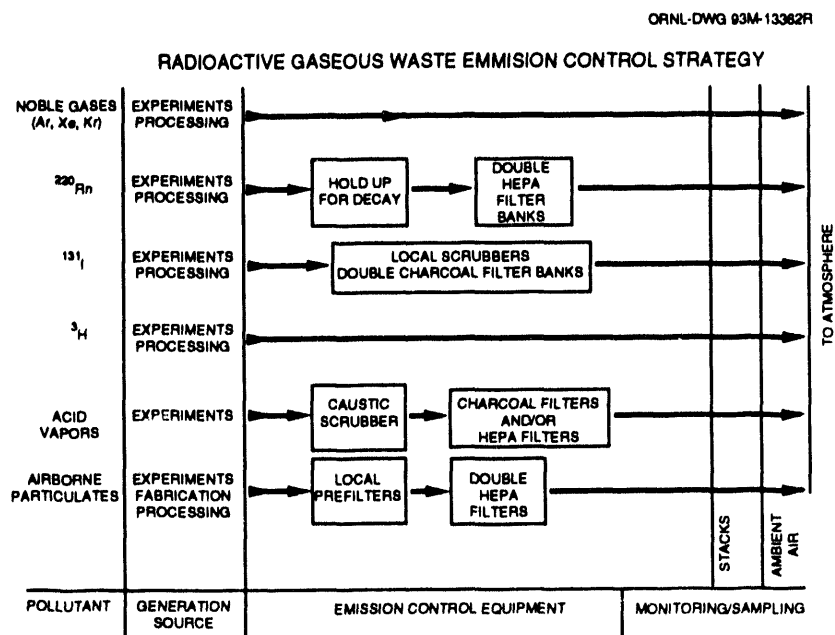 ORNL-DWG 93M-13382R
RADIOACTIVE GASEOUS WASTE EMMISION CONTROL STRATEGY
NOBLE GASES
(Ar, Xe, Kr)
EXPERIMENTS
PROCESSING
220Rn
EXPERIMENTS
PROCESSING
HOLD UP
FOR DECAY
DOUBLE
HEPA
FILTER
BANKS
131I
EXPERIMENTS
PROCESSING
LOCAL SCRUBBERS
DOUBLE CHARCOAL FILTER BANKS
3H
EXPERIMENTS
PROCESSING
ACID
VAPORS
EXPERIMENTS
CAUSTIC
SCRUBBER
CHARCOAL FILTERS
AND/OR
HEPA FILTERS
AIRBORNE
PARTICULATES
EXPERIMENTS
FABRICATION
PROCESSING
LOCAL
PREFILTERS
DOUBLE
HEPA
FILTERS
STACKS
AMBIENT
AIR
TO ATMOSPHERE
POLLUTANT
GENERATION
SOURCE
EMISSION CONTROL EQUIPMENT
MONITORING/SAMPLING